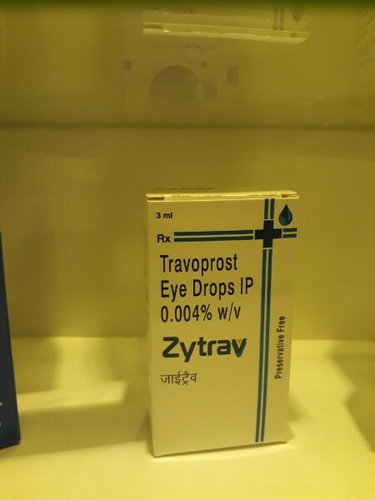 3 ml
Rx
Travoprost
Eye Drops IP
0.004% w/v
Zytrav
जाईट्रैव
Preservative Free